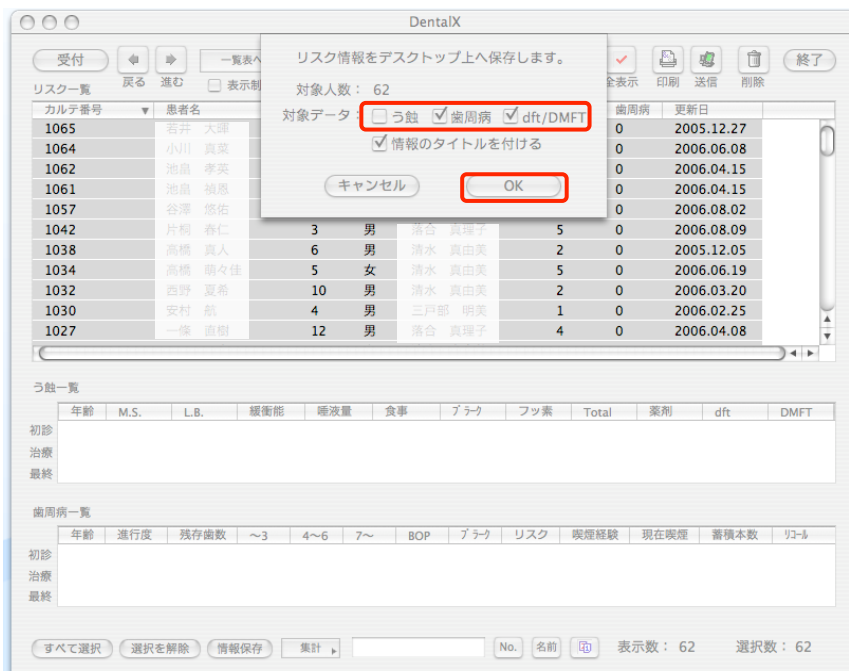 DentalX
受付 一覧表へ 終了
戻る 進む 表示制 全表示 印刷 送信 削除
リスク一覧
リスク情報をデスクトップ上へ保存します。
対象人数： 62
対象データ： う蝕 歯周病 dft/DMFT
情報のタイトルを付ける
キャンセル OK
カルテ番号 ▼ 患者名 歯周病 更新日
1065 若井 0 2005.12.27
1064 小川 真菜 0 2006.06.08
1062 孝英 0 2006.04.15
1061 0 2006.04.15
1057 谷澤 悠佑 0 2006.08.02
1042 片桐 春仁 3 男 落合 真理子 5 0 2006.08.09
1038 高橋 真人 6 男 清水 真由美 2 0 2005.12.05
1034 高橋 萌々佳 5 女 清水 真由美 5 0 2006.06.19
1032 西野 夏希 10 男 清水 真由美 2 0 2006.03.20
1030 安村 航 4 男 三戸部 明美 1 0 2006.02.25
1027 一條 直樹 12 男 落合 真理子 4 0 2006.04.08
う蝕一覧
年齢 M.S. L.B. 緩衝能 唾液量 食事 ﾌﾟﾗｰｸ フッ素 Total 薬剤 dft DMFT
初診
治療
最終
歯周病一覧
年齢 進行度 残存歯数 ～3 4～6 7～ BOP ﾌﾟﾗｰｸ リスク 喫煙経験 現在喫煙 蓄積本数 ﾘｺｰﾙ
初診
治療
最終
すべて選択 選択を解除 情報保存 集計 No. 名前 表示数： 62 選択数： 62